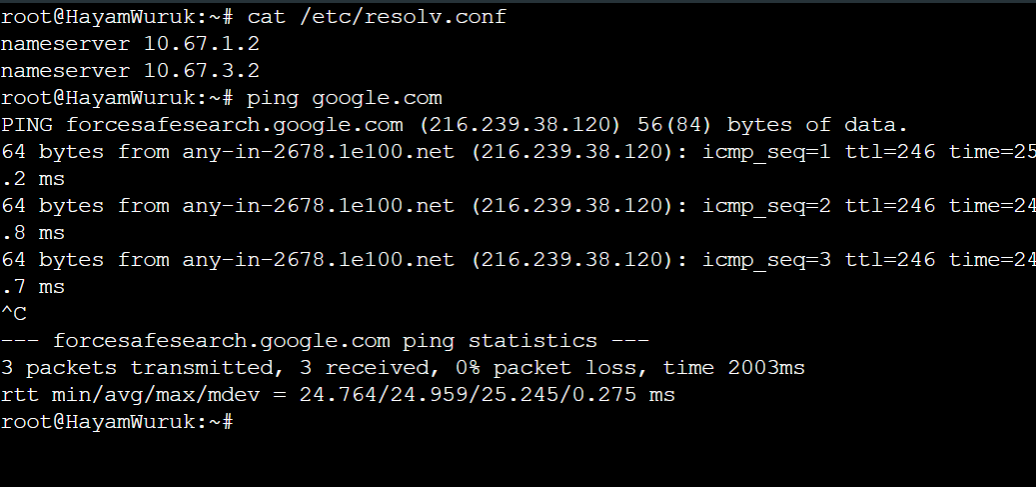 root@HayamWuruk:~# cat /etc/resolv.conf
nameserver 10.67.1.2
nameserver 10.67.3.2
root@HayamWuruk:~# ping google.com
PING forcesafesearch.google.com (216.239.38.120) 56(84) bytes of data.
64 bytes from any-in-2678.1e100.net (216.239.38.120): icmp_seq=1 ttl=246 time=25
.2 ms
64 bytes from any-in-2678.1e100.net (216.239.38.120): icmp_seq=2 ttl=246 time=24
.8 ms
64 bytes from any-in-2678.1e100.net (216.239.38.120): icmp_seq=3 ttl=246 time=24
.7 ms
^C
--- forcesafesearch.google.com ping statistics ---
3 packets transmitted, 3 received, 0% packet loss, time 2003ms
rtt min/avg/max/mdev = 24.764/24.959/25.245/0.275 ms
root@HayamWuruk:~#